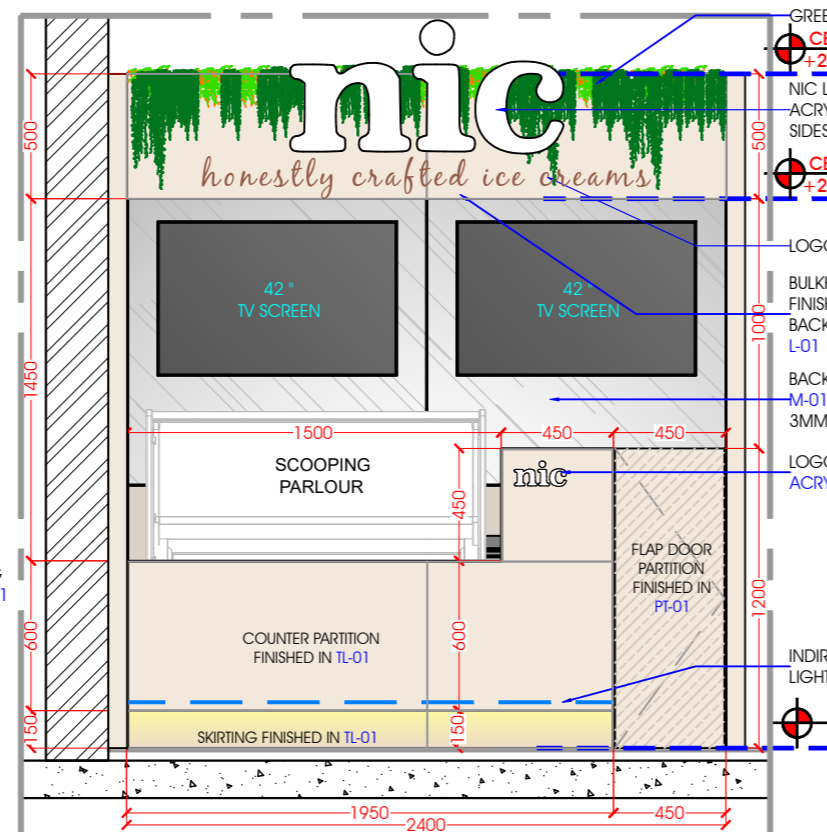 GREE
CE
+2
nic
NIC L
ACRY
SIDES
500
500
honestly crafted ice creams
CE
+2
LOGO
42 "
TV SCREEN
42 "
TV SCREEN
BULKH
FINISH
BACK
L-01
1000
1450
BACK
M-01
3MM
1500
450
450
SCOOPING
PARLOUR
nic
LOGO
ACRY
450
FLAP DOOR
PARTITION
FINISHED IN
PT-01
1200
600
COUNTER PARTITION
FINISHED IN TL-01
600
INDIR
LIGHT
150
SKIRTING FINISHED IN TL-01
150
1950
450
2400